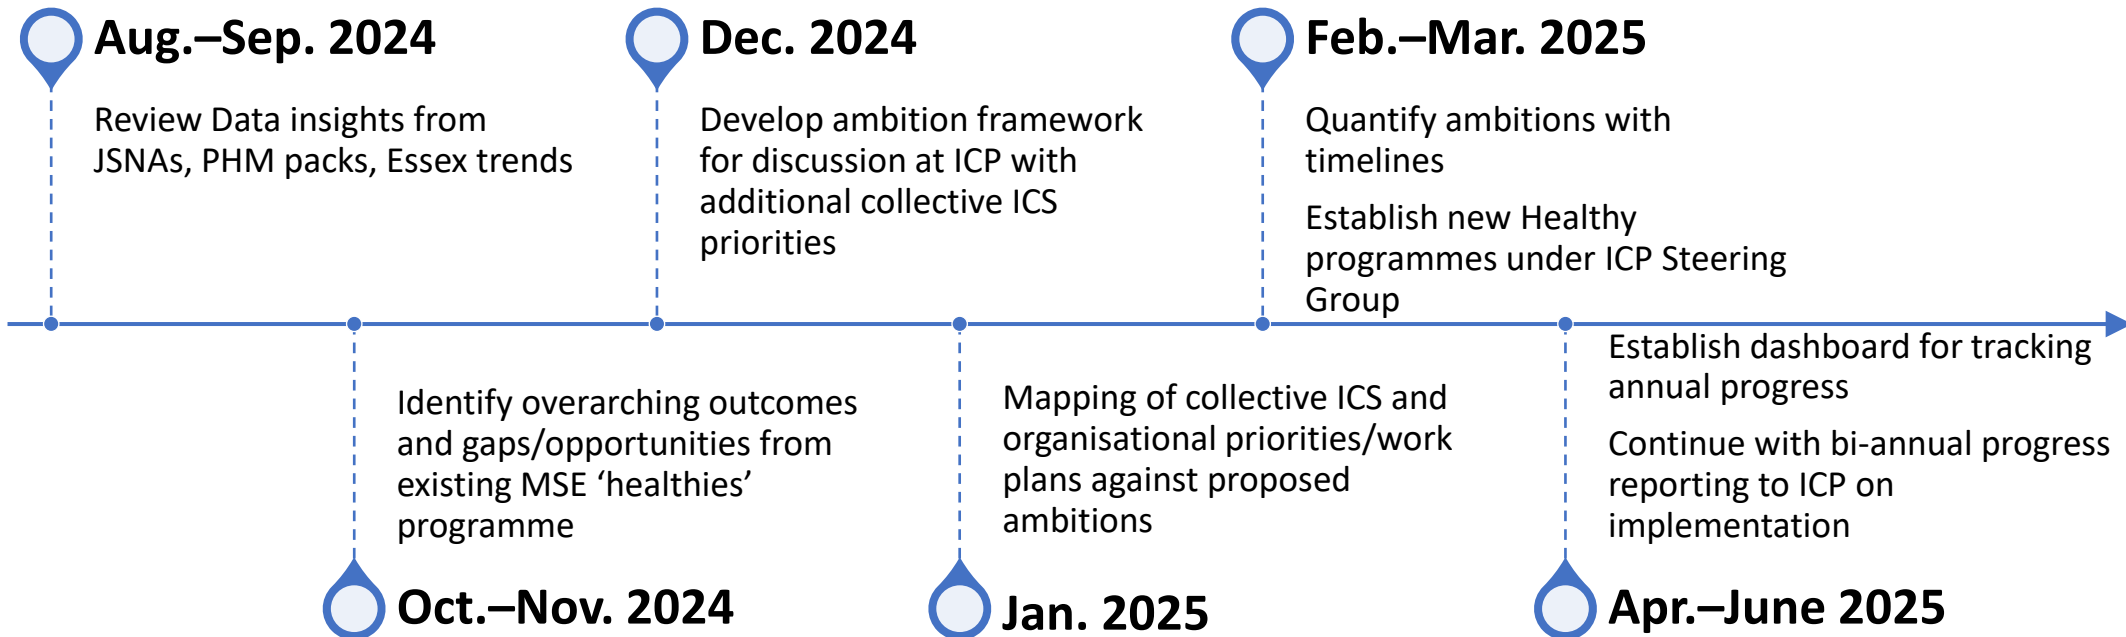 Aug.–Sep. 2024
Review Data insights from
JSNAs, PHM packs, Essex trends
Oct.–Nov. 2024
Identify overarching outcomes
and gaps/opportunities from
existing MSE ‘healthies’
programme
Dec. 2024
Develop ambition framework
for discussion at ICP with
additional collective ICS
priorities
Jan. 2025
Mapping of collective ICS and
organisational priorities/work
plans against proposed
ambitions
Feb.–Mar. 2025
Quantify ambitions with
timelines
Establish new Healthy
programmes under ICP Steering
Group
Apr.–June 2025
Establish dashboard for tracking
annual progress
Continue with bi-annual progress
reporting to ICP on
implementation